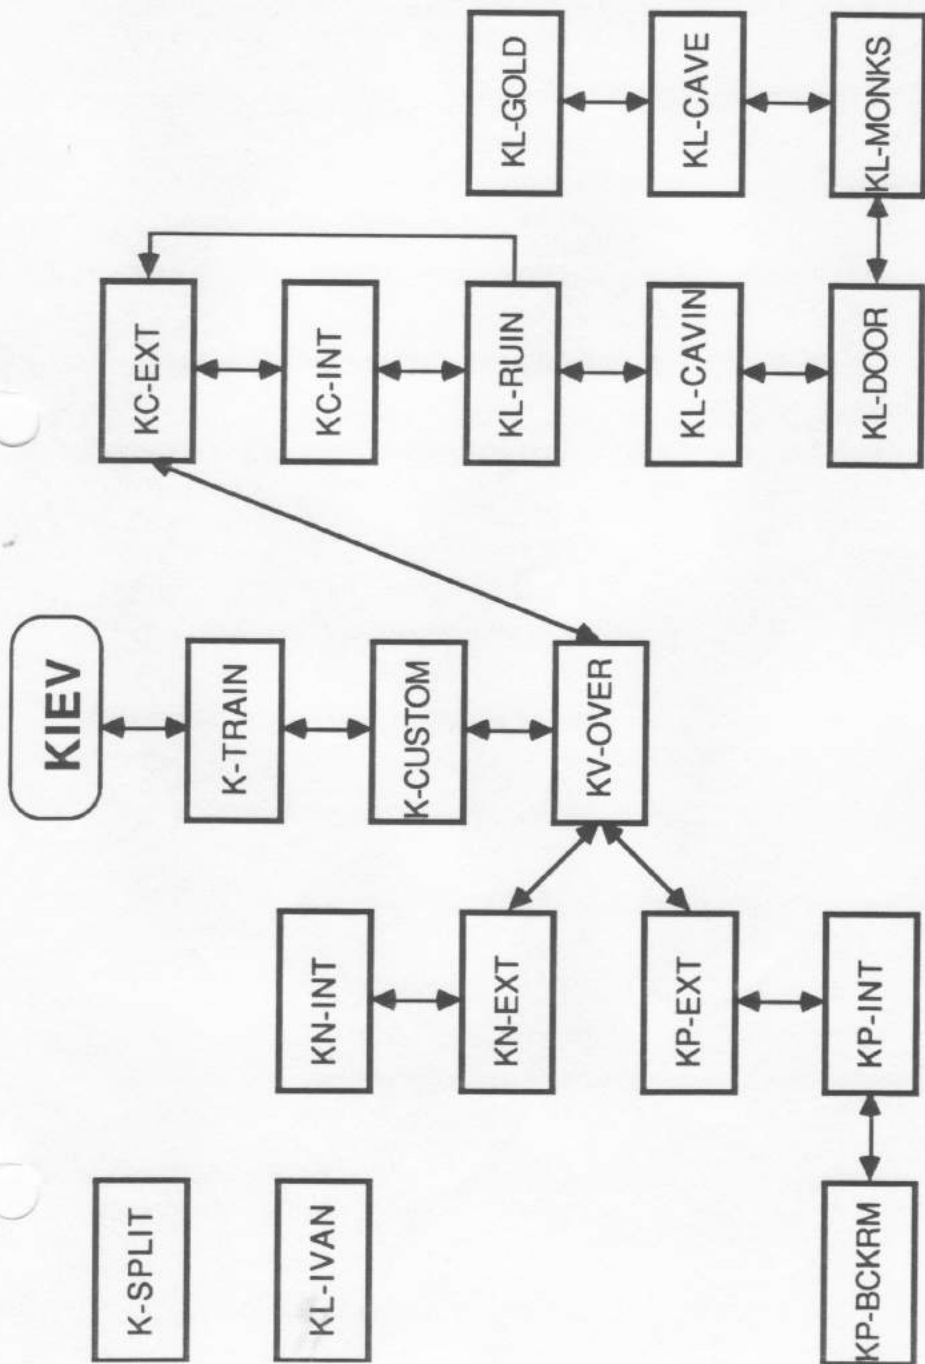 KIEV
K-SPLIT
KC-EXT
K-TRAIN
KL-IVAN
KN-INT
KC-INT
K-CUSTOM
KN-EXT
KL-RUIN
KL-GOLD
KV-OVER
KP-EXT
KL-CAVIN
KL-CAVE
KP-BCKRM
KP-INT
KL-DOOR
KL-MONKS